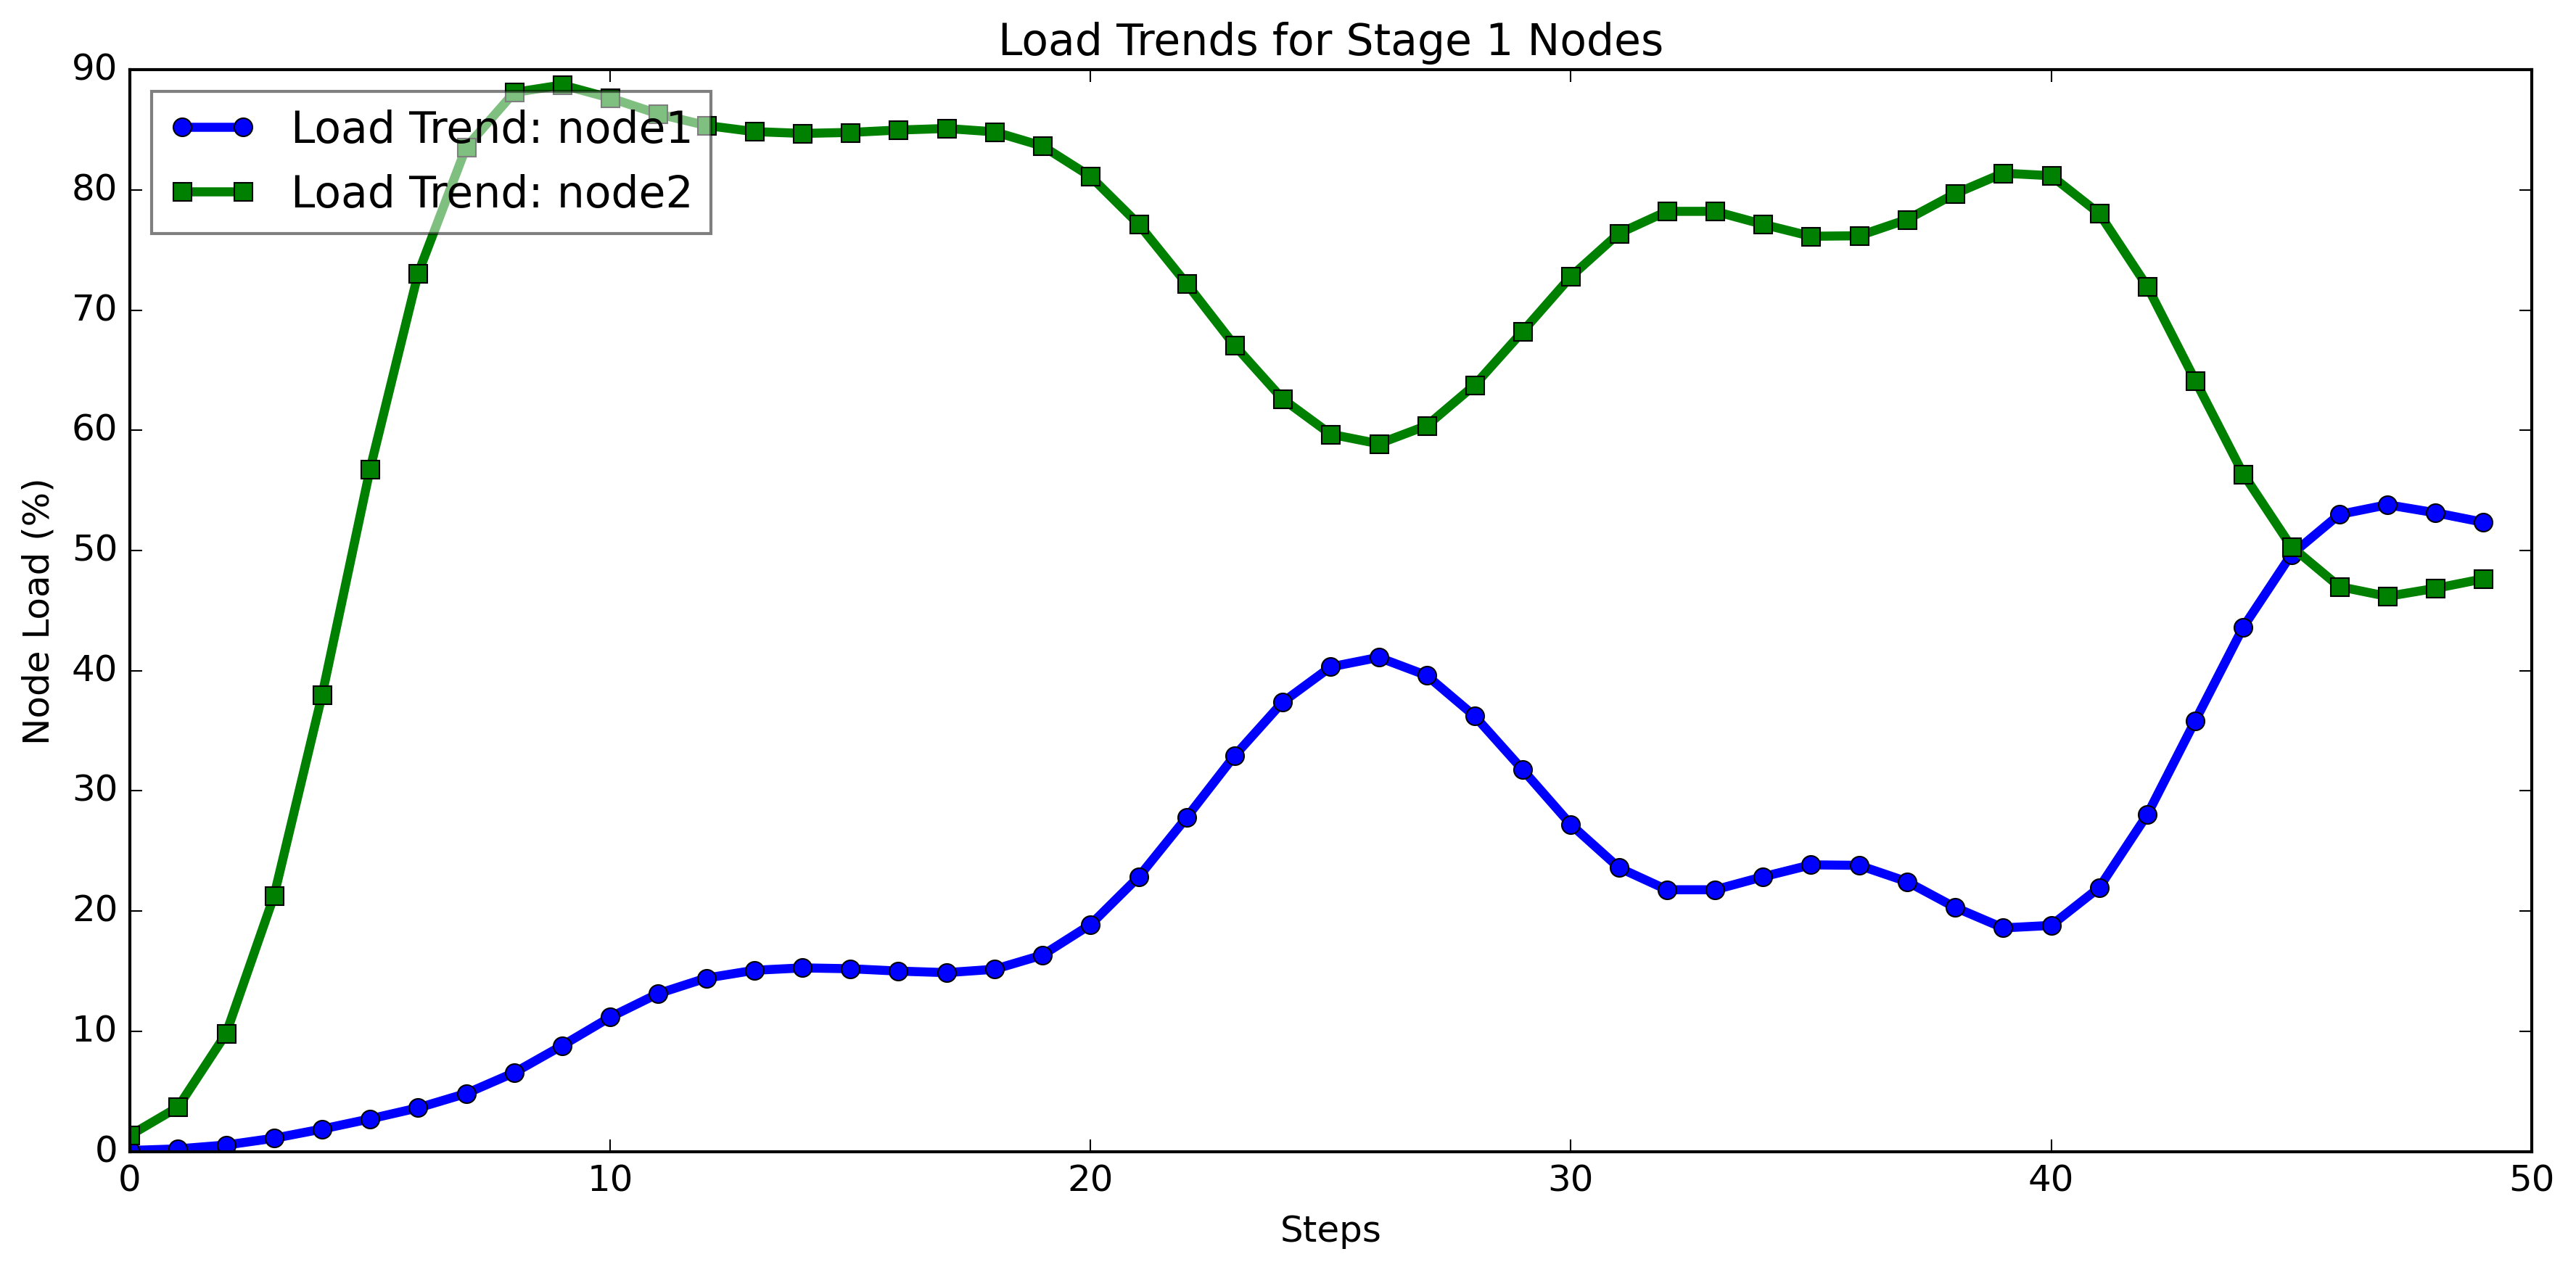 Load Trends for Stage 1 Nodes
Load Trend: node1
Load Trend: node2
Node Load (%)
90
80
70
60
50
40
30
20
10
0
0 10 20 30 40 50
Steps